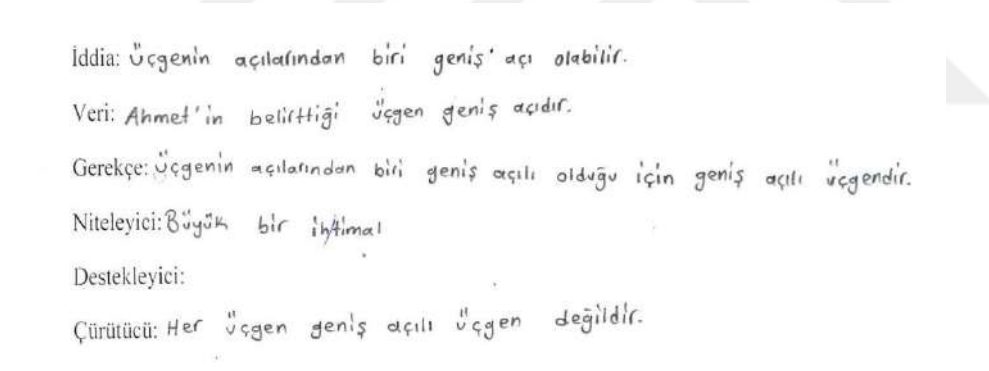 İddia: Üçgenin açılarından biri geniş açı olabilir.
Veri: Ahmet'in belirttiği üçgen geniş açıdır.
Gerekçe: Üçgenin açılarından biri geniş açılı olduğu için geniş açılı üçgendir.
Niteleyici: Büyük bir ihtimal
Destekleyici:
Çürütücü: Her üçgen geniş açılı üçgen değildir.